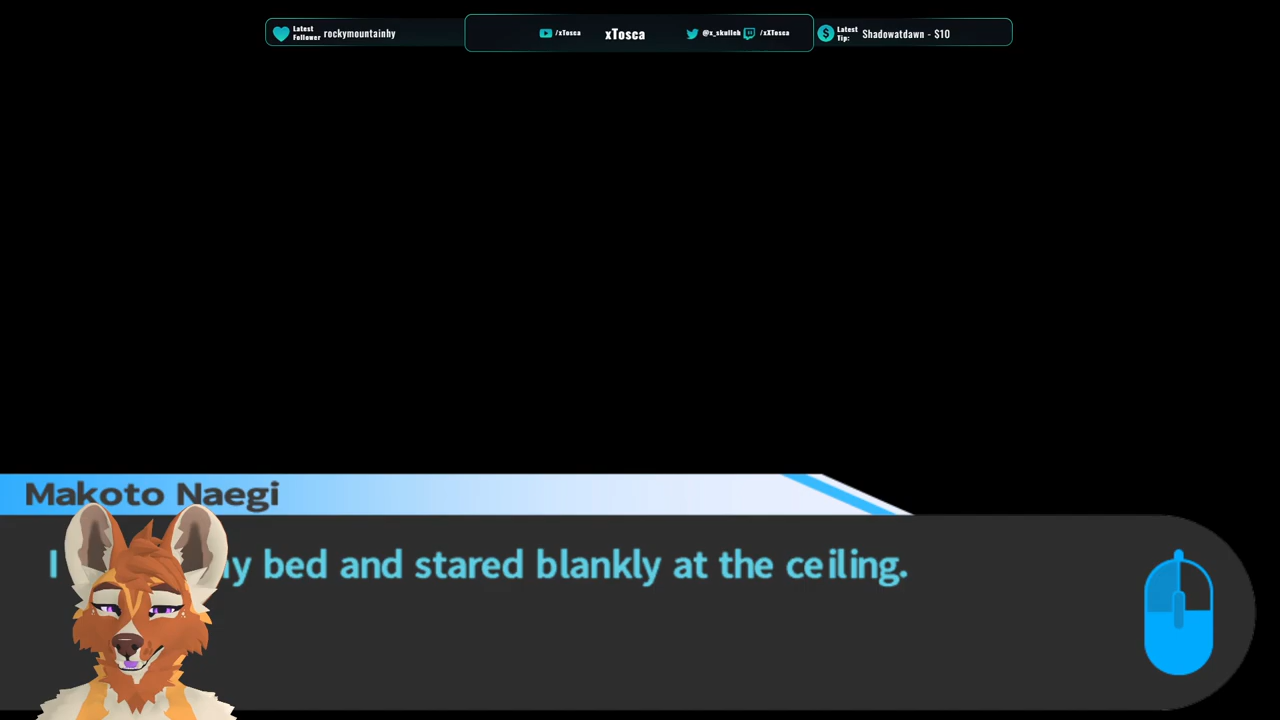 Latest Follower rockymountainhy
/xTosca xTosca @x_skulleh /xXTosca
Latest Tip: Shadowatdawn - $10
Makoto Naegi
I y bed and stared blankly at the ceiling.